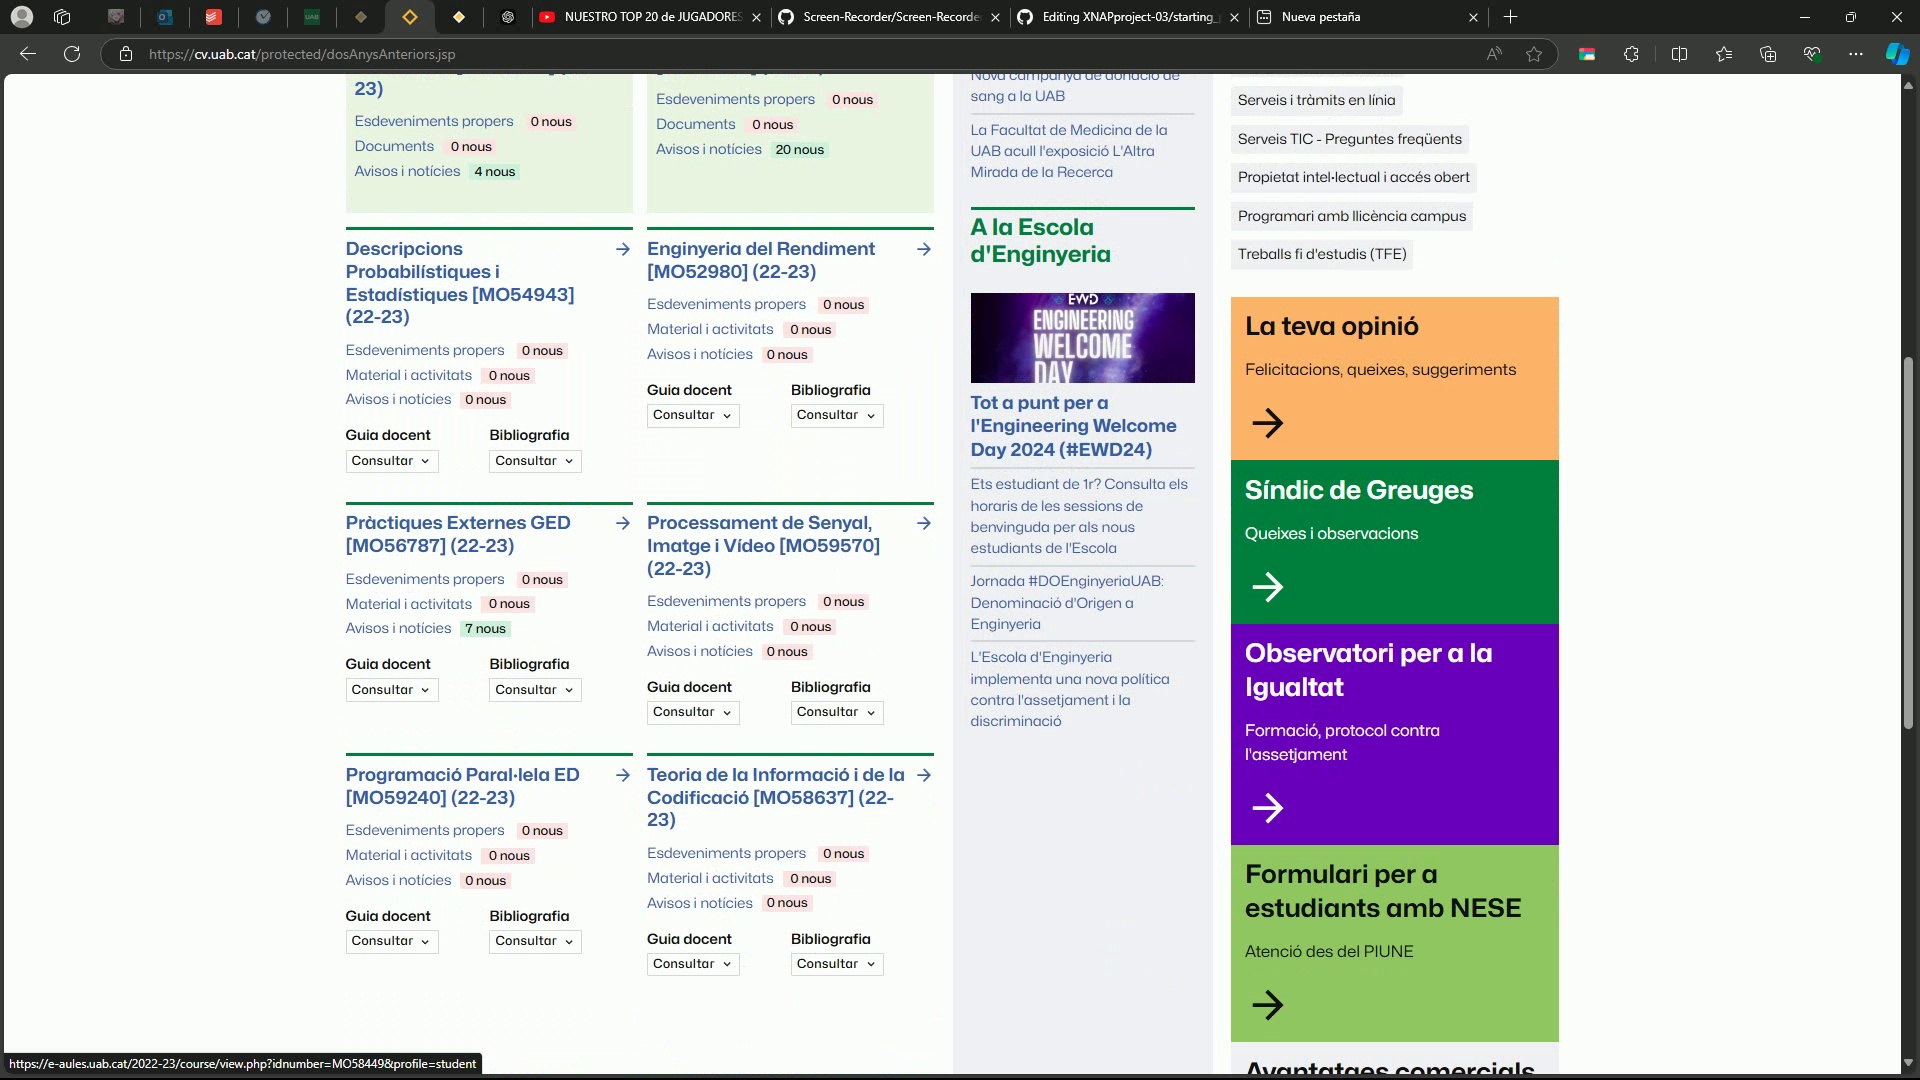 NUESTRO TOP 20 de JUGADORES
Screen-Recorder/Screen-Recorde
Editing XNAPproject-03/starting_
Nueva pestaña
https://cv.uab.cat/protected/dosAnysAnteriors.jsp
23)
Esdeveniments propers 0 nous
Documents 0 nous
Avisos i notícies 4 nous
Esdeveniments propers 0 nous
Documents 0 nous
Avisos i notícies 20 nous
Descripcions
Probabilístiques i
Estadístiques [MO54943]
(22-23)
Esdeveniments propers 0 nous
Material i activitats 0 nous
Avisos i notícies 0 nous
Guia docent Bibliografia
Consultar Consultar
Enginyeria del Rendiment
[MO52980] (22-23)
Esdeveniments propers 0 nous
Material i activitats 0 nous
Avisos i notícies 0 nous
Guia docent Bibliografia
Consultar Consultar
Pràctiques Externes GED
[MO56787] (22-23)
Esdeveniments propers 0 nous
Material i activitats 0 nous
Avisos i notícies 7 nous
Guia docent Bibliografia
Consultar Consultar
Processament de Senyal,
Imatge i Vídeo [MO59570]
(22-23)
Esdeveniments propers 0 nous
Material i activitats 0 nous
Avisos i notícies 0 nous
Guia docent Bibliografia
Consultar Consultar
Programació Paral·lela ED
[MO59240] (22-23)
Esdeveniments propers 0 nous
Material i activitats 0 nous
Avisos i notícies 0 nous
Guia docent Bibliografia
Consultar Consultar
Teoria de la Informació i de la
Codificació [MO58637] (22-
23)
Esdeveniments propers 0 nous
Material i activitats 0 nous
Avisos i notícies 0 nous
Guia docent Bibliografia
Consultar Consultar
Nova campanya de donació de
sang a la UAB
La Facultat de Medicina de la
UAB acull l'exposició L'Altra
Mirada de la Recerca
A la Escola
d'Enginyeria
EWD
ENGINEERING
WELCOME
DAY
Tot a punt per a
l'Engineering Welcome
Day 2024 (#EWD24)
Ets estudiant de 1r? Consulta els
horaris de les sessions de
benvinguda per als nous
estudiants de l'Escola
Jornada #DOEnginyeriaUAB:
Denominació d'Origen a
Enginyeria
L'Escola d'Enginyeria
implementa una nova política
contra l'assetjament i la
discriminació
Serveis i tràmits en línia
Serveis TIC - Preguntes freqüents
Propietat intel·lectual i accés obert
Programari amb llicència campus
Treballs fi d'estudis (TFE)
La teva opinió
Felicitacions, queixes, suggeriments
Síndic de Greuges
Queixes i observacions
Observatori per a la
Igualtat
Formació, protocol contra
l'assetjament
Formulari per a
estudiants amb NESE
Atenció des del PIUNE
Avantatges comercials
https://e-aules.uab.cat/2022-23/course/view.php?idnumber=MO58449&profile=student